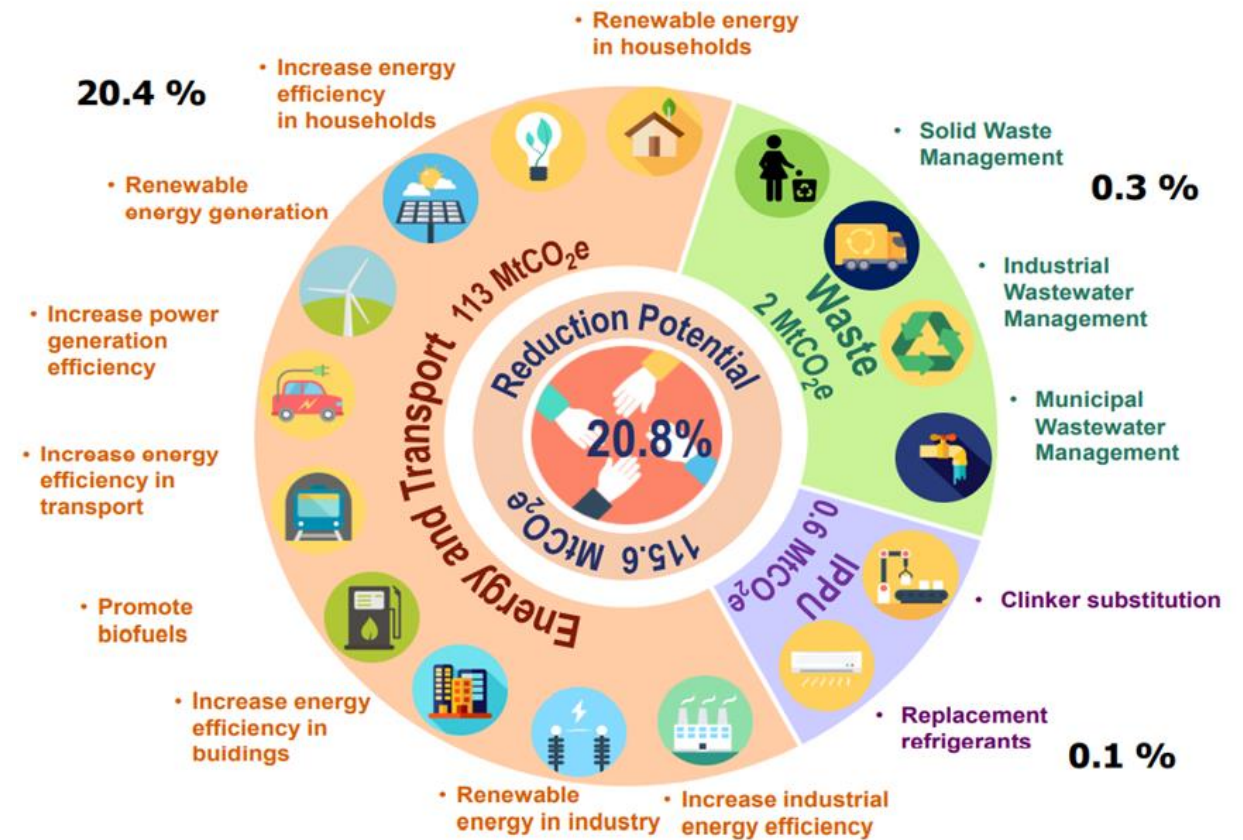 • Renewable energy
in households
20.4 %
• Increase energy
efficiency
in households
• Renewable
energy generation
• Increase power
generation
efficiency
• Increase energy
efficiency in
transport
• Promote
biofuels
• Increase energy
efficiency in
buidings
• Renewable
energy in industry
• Increase industrial
energy efficiency
Energy and Transport 113 MtCO₂e
Reduction Potential
20.8%
115.6 MtCO₂e
Waste
2 MtCO₂e
• Solid Waste
Management
0.3 %
• Industrial
Wastewater
Management
• Municipal
Wastewater
Management
IPPU
0.6 MtCO₂e
• Clinker substitution
• Replacement
refrigerants
0.1 %